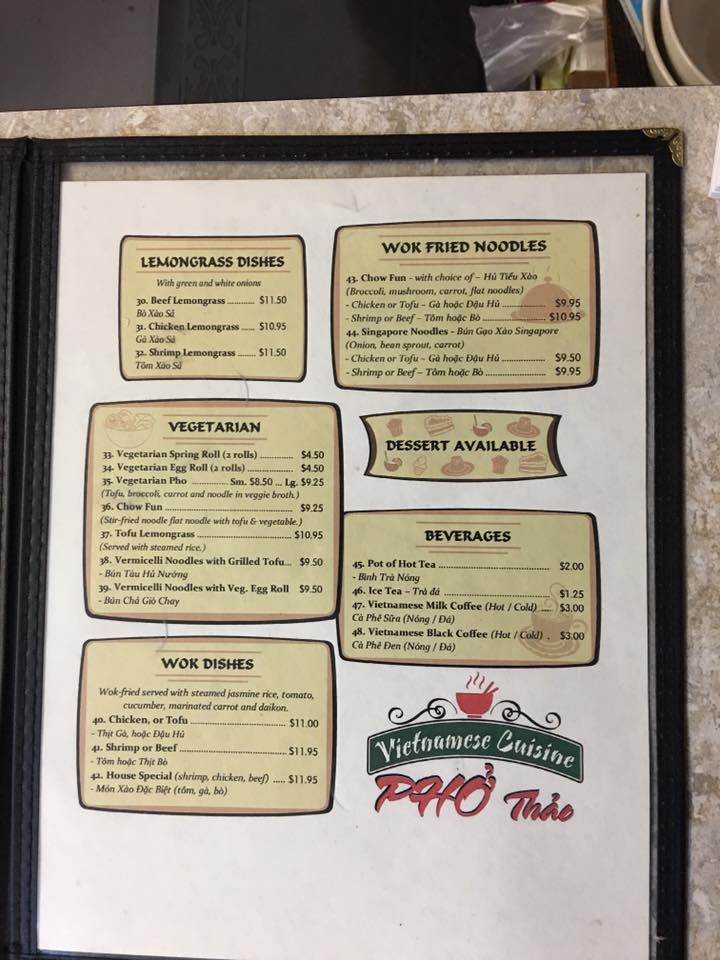 LEMONGRASS DISHES
With green and white onions
30. Beef Lemongrass ........... $11.50
Bò Xào Sả
31. Chicken Lemongrass ..... $10.95
Gà Xào Sả
32. Shrimp Lemongrass ....... $11.50
Tôm Xào Sả
VEGETARIAN
33. Vegetarian Spring Roll (2 rolls) .............. $4.50
34. Vegetarian Egg Roll (2 rolls) ................... $4.50
35. Vegetarian Pho .............. Sm. $8.50 ... Lg. $9.25
(Tofu, broccoli, carrot and noodle in veggie broth.)
36. Chow Fun ...................................................... $9.25
(Stir-fried noodle flat noodle with tofu & vegetable.)
37. Tofu Lemongrass ........................................ $10.95
(Served with steamed rice.)
38. Vermicelli Noodles with Grilled Tofu... $9.50
- Bún Tàu Hủ Nướng
39. Vermicelli Noodles with Veg. Egg Roll $9.50
- Bún Chả Giò Chay
WOK DISHES
Wok-fried served with steamed jasmine rice, tomato,
cucumber, marinated carrot and daikon.
40. Chicken, or Tofu ...................................... $11.00
- Thịt Gà, hoặc Đậu Hủ
41. Shrimp or Beef .......................................... $11.95
- Tôm hoặc Thịt Bò
42. House Special (shrimp, chicken, beef) ..... $11.95
- Món Xào Đặc Biệt (tôm, gà, bò)
WOK FRIED NOODLES
43. Chow Fun - with choice of – Hủ Tiếu Xào
(Broccoli, mushroom, carrot, flat noodles)
- Chicken or Tofu – Gà hoặc Đậu Hủ ...................... $9.95
- Shrimp or Beef – Tôm hoặc Bò ........................... $10.95
44. Singapore Noodles - Bún Gạo Xào Singapore
(Onion, bean sprout, carrot)
- Chicken or Tofu – Gà hoặc Đậu Hủ ...................... $9.50
- Shrimp or Beef – Tôm hoặc Bò ........................... $9.95
DESSERT AVAILABLE
BEVERAGES
45. Pot of Hot Tea ........................................ $2.00
- Bình Trà Nóng
46. Ice Tea – Trà đá ....................................... $1.25
47. Vietnamese Milk Coffee (Hot / Cold) .... $3.00
Cà Phê Sữa (Nóng / Đá)
48. Vietnamese Black Coffee (Hot / Cold) . $3.00
Cà Phê Đen (Nóng / Đá)
Vietnamese Cuisine
PHỞ Thảo